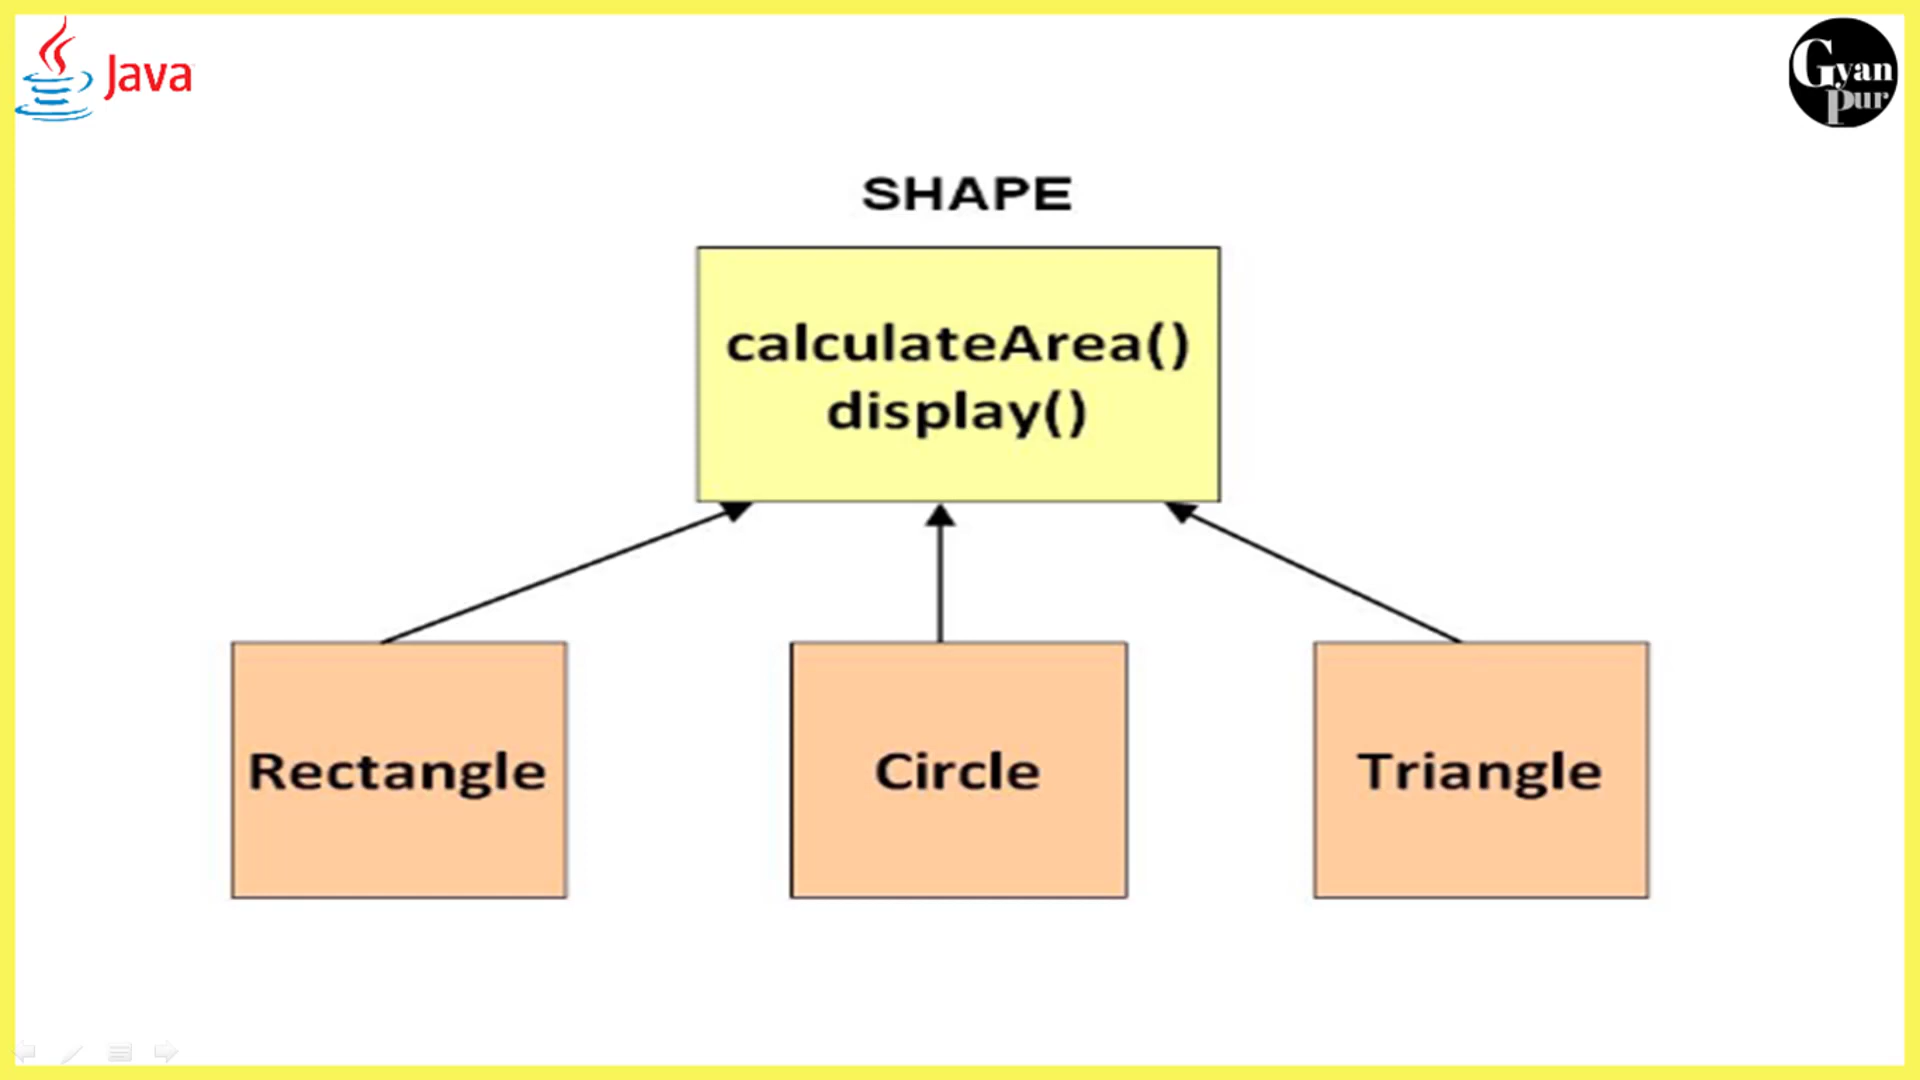 Java
Gyan
Pur
SHAPE
calculateArea()
display()
Rectangle
Circle
Triangle